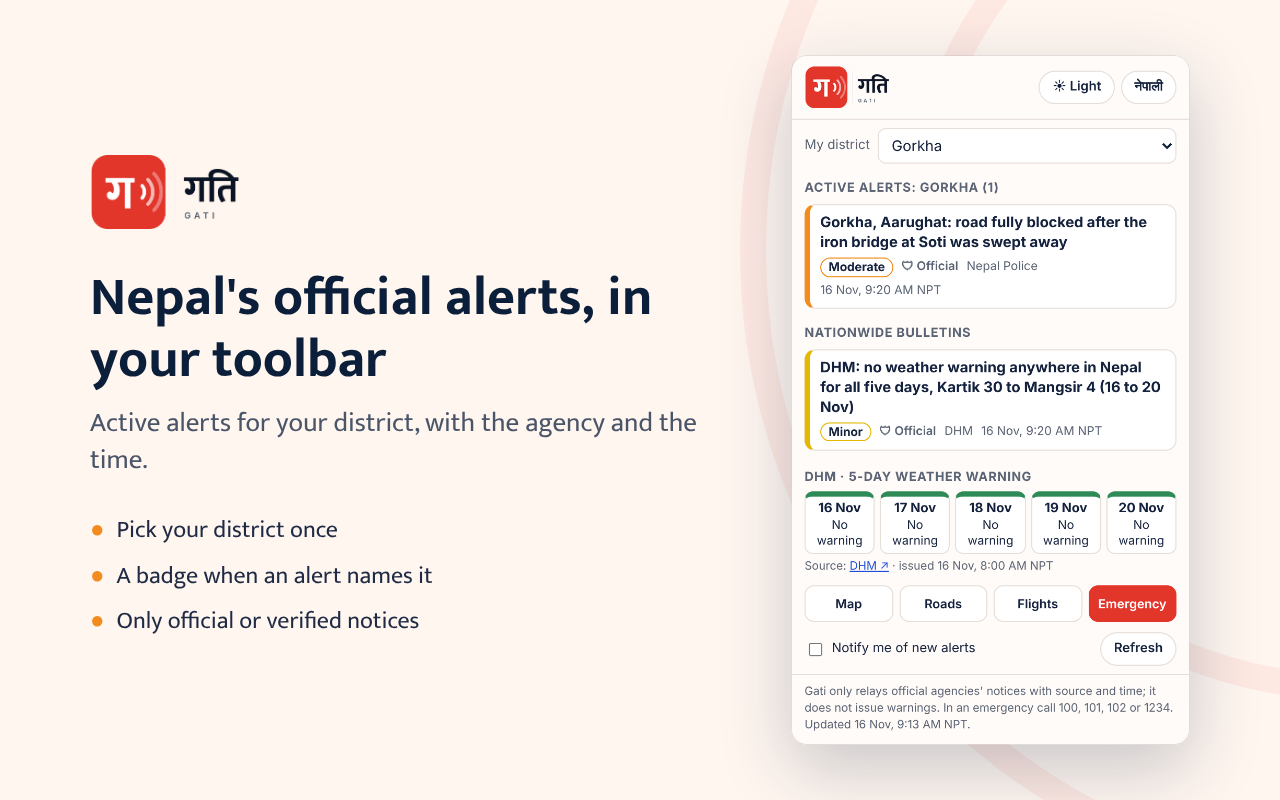 ग
गति
GATI
Nepal's official alerts, in
your toolbar
Active alerts for your district, with the agency and the
time.
Pick your district once
A badge when an alert names it
Only official or verified notices
ग
गति
GATI
☀ Light
नेपाली
My district
Gorkha
ACTIVE ALERTS: GORKHA (1)
Gorkha, Aarughat: road fully blocked after the
iron bridge at Soti was swept away
Moderate Official Nepal Police
16 Nov, 9:20 AM NPT
NATIONWIDE BULLETINS
DHM: no weather warning anywhere in Nepal
for all five days, Kartik 30 to Mangsir 4 (16 to 20
Nov)
Minor Official DHM 16 Nov, 9:20 AM NPT
DHM · 5-DAY WEATHER WARNING
16 Nov 17 Nov 18 Nov 19 Nov 20 Nov
No No No No No
warning warning warning warning warning
Source: DHM ↗ · issued 16 Nov, 8:00 AM NPT
Map Roads Flights Emergency
Notify me of new alerts Refresh
Gati only relays official agencies' notices with source and time; it
does not issue warnings. In an emergency call 100, 101, 102 or 1234.
Updated 16 Nov, 9:13 AM NPT.